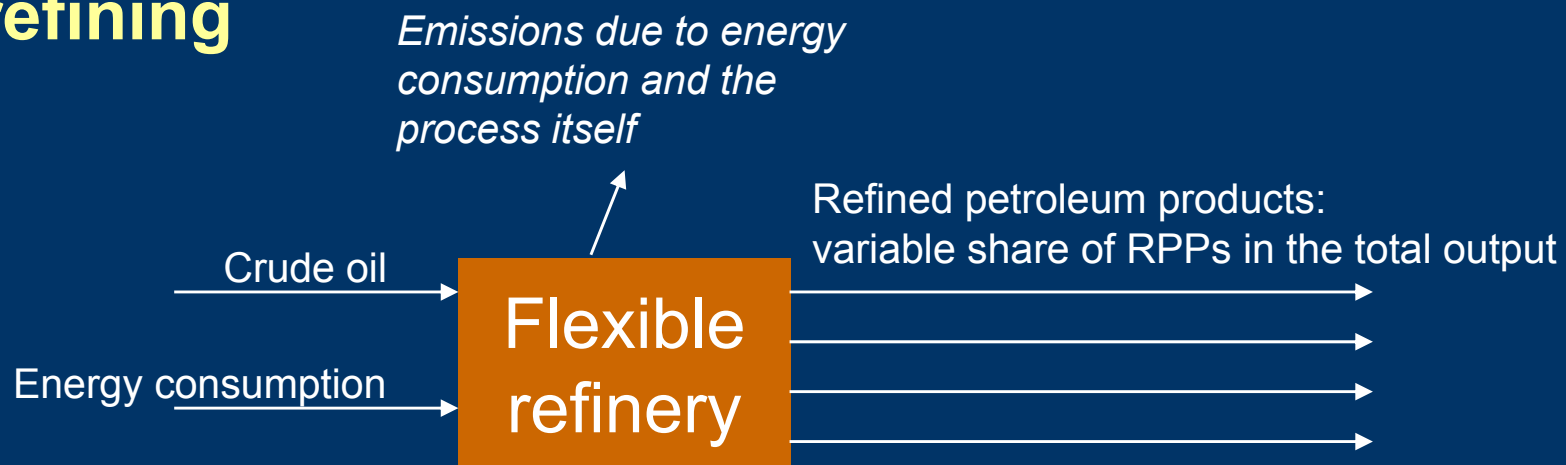 refining
Emissions due to energy
consumption and the
process itself
Refined petroleum products:
variable share of RPPs in the total output
Crude oil
Flexible
refinery
Energy consumption